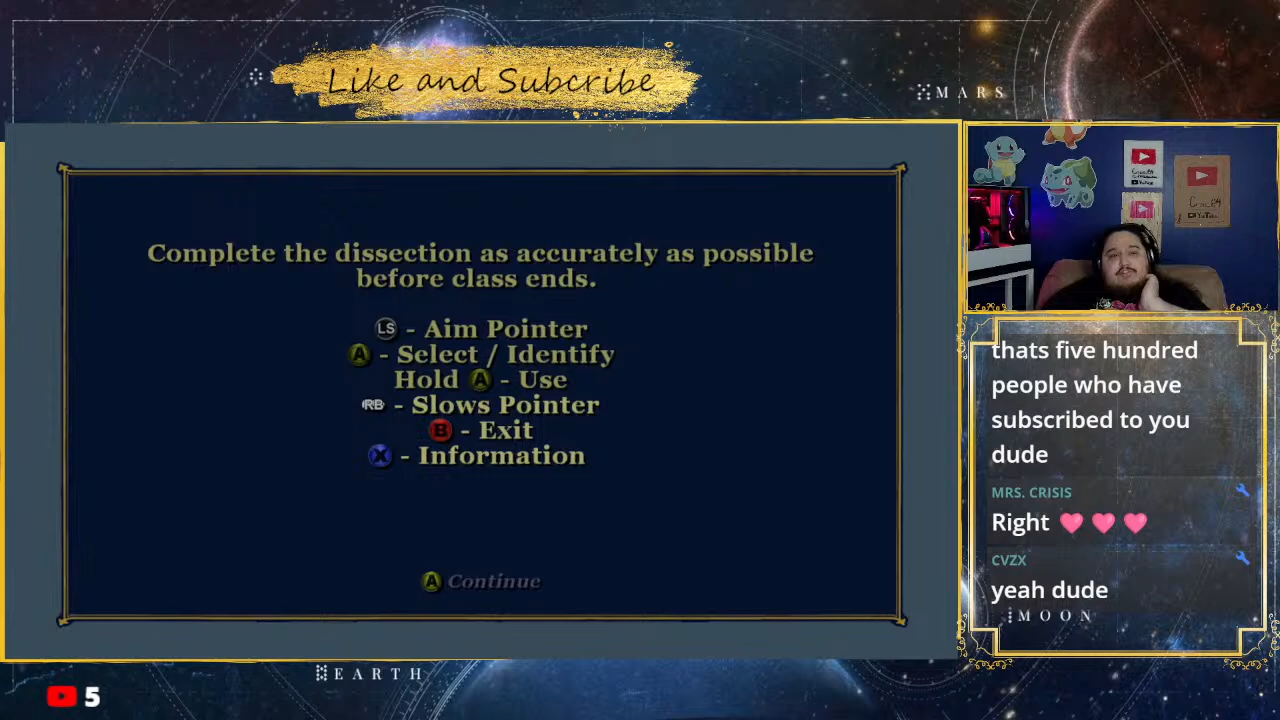 Like and Subcribe
MARS
Complete the dissection as accurately as possible
before class ends.
LS - Aim Pointer
A - Select / Identify
Hold A - Use
RB - Slows Pointer
B - Exit
X - Information
A Continue
thats five hundred
people who have
subscribed to you
dude
MRS. CRISIS
Right
CVZX
yeah dude
MOON
EARTH
5